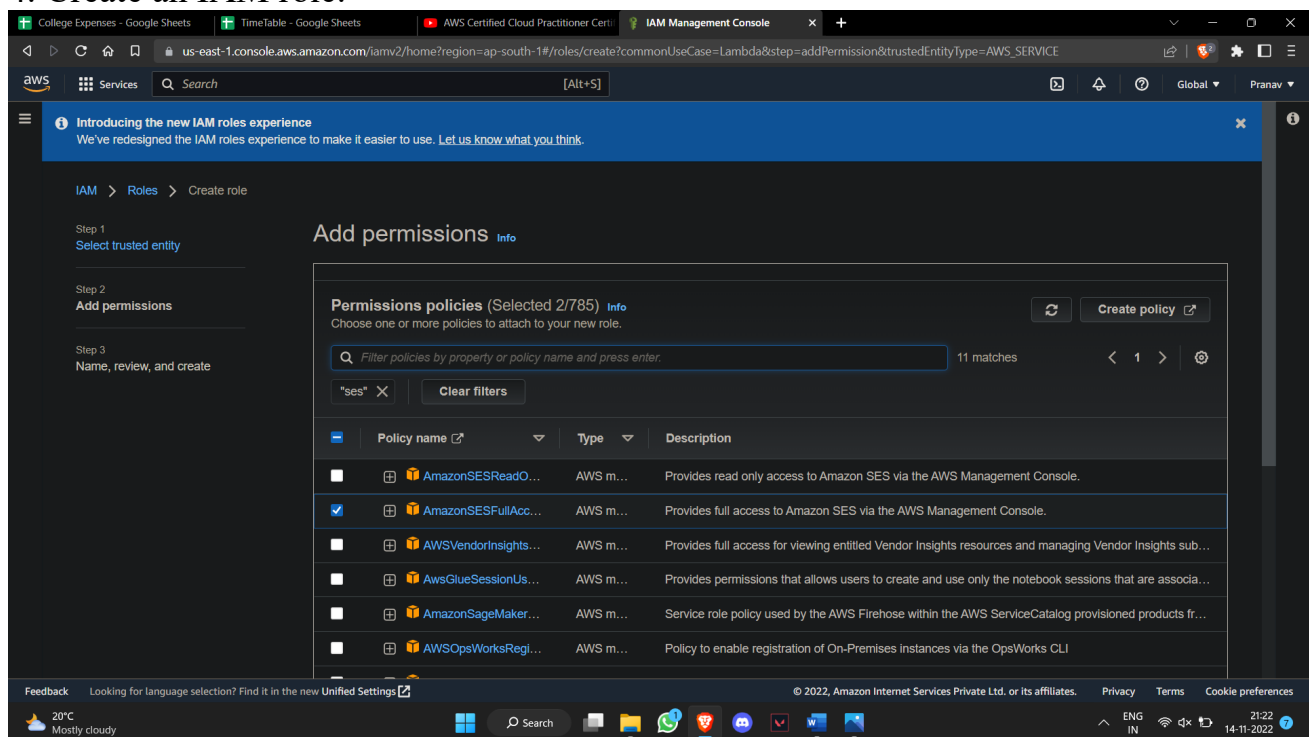 4. Create an IAM role.
College Expenses - Google Sheets
TimeTable - Google Sheets
AWS Certified Cloud Practitioner Certi
IAM Management Console
us-east-1.console.aws.amazon.com/iamv2/home?region=ap-south-1#/roles/create?commonUseCase=Lambda&step=addPermission&trustedEntityType=AWS_SERVICE
2
aws
Services
Search
[Alt+S]
Global
Pranav
Introducing the new IAM roles experience
We've redesigned the IAM roles experience to make it easier to use. Let us know what you think.
IAM > Roles > Create role
Step 1
Select trusted entity
Step 2
Add permissions
Step 3
Name, review, and create
Add permissions Info
Permissions policies (Selected 2/785) Info
Choose one or more policies to attach to your new role.
Create policy
Filter policies by property or policy name and press enter.
11 matches
1
"ses"
Clear filters
Policy name Type Description
AmazonSESReadO... AWS m... Provides read only access to Amazon SES via the AWS Management Console.
AmazonSESFullAcc... AWS m... Provides full access to Amazon SES via the AWS Management Console.
AWSVendorInsights... AWS m... Provides full access for viewing entitled Vendor Insights resources and managing Vendor Insights sub...
AwsGlueSessionUs... AWS m... Provides permissions that allows users to create and use only the notebook sessions that are associa...
AmazonSageMaker... AWS m... Service role policy used by the AWS Firehose within the AWS ServiceCatalog provisioned products fr...
AWSOpsWorksRegi... AWS m... Policy to enable registration of On-Premises instances via the OpsWorks CLI
Feedback Looking for language selection? Find it in the new Unified Settings
© 2022, Amazon Internet Services Private Ltd. or its affiliates. Privacy Terms Cookie preferences
20°C
Mostly cloudy
Search
ENG
IN
21:22
14-11-2022
7